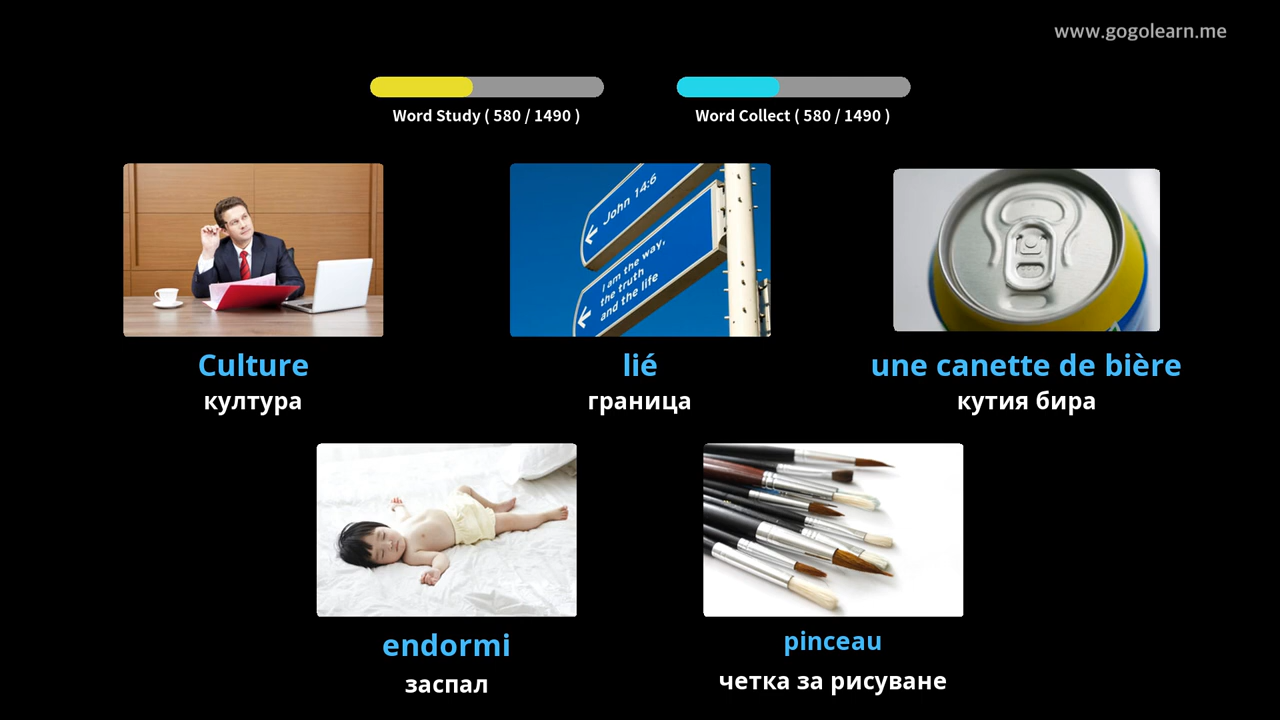 www.gogolearn.me
Word Study ( 580 / 1490 )
Word Collect ( 580 / 1490 )
John 14:6
I am the way,
the truth
and the life
Culture
култура
lié
граница
une canette de bière
кутия бира
endormi
заспал
pinceau
четка за рисуване